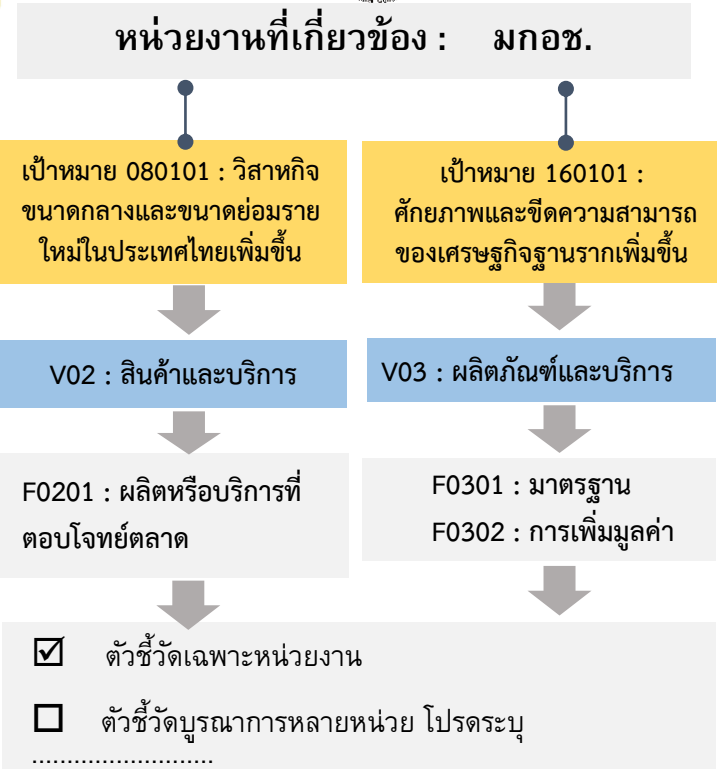 หน่วยงานที่เกี่ยวข้อง : มกอช.
เป้าหมาย 080101 : วิสาหกิจ
ขนาดกลางและขนาดย่อมราย
ใหม่ในประเทศไทยเพิ่มขึ้น
เป้าหมาย 160101 :
ศักยภาพและขีดความสามารถ
ของเศรษฐกิจฐานรากเพิ่มขึ้น
V02 : สินค้าและบริการ
V03 : ผลิตภัณฑ์และบริการ
F0201 : ผลิตหรือบริการที่
ตอบโจทย์ตลาด
F0301 : มาตรฐาน
F0302 : การเพิ่มมูลค่า
☑ ตัวชี้วัดเฉพาะหน่วยงาน
☐ ตัวชี้วัดบูรณาการหลายหน่วย โปรดระบุ
..........................